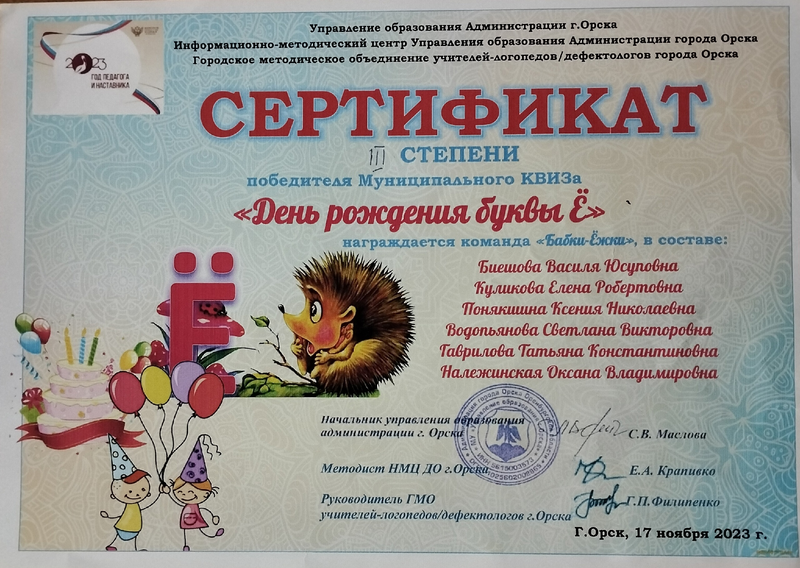 Управление образования Администрации г.Орска
Информационно-методический центр Управления образования Администрации города Орска
Городское методическое объединение учителей-логопедов/дефектологов города Орска
2023
ГОД ПЕДАГОГА
И НАСТАВНИКА
СЕРТИФИКАТ
III СТЕПЕНИ
победителя Муниципального КВИЗа
«День рождения буквы Ё»
награждается команда «Бабки-Ёжки», в составе:
Биешова Василя Юсуповна
Куликова Елена Робертовна
Понякшина Ксения Николаевна
Водопьянова Светлана Викторовна
Гаврилова Татьяна Константиновна
Належинская Оксана Владимировна
Ё
Начальник управления образования
администрации г. Орска
С.В. Маслова
Методист НМЦ ДО г.Орска
Е.А. Крапивко
Руководитель ГМО
учителей-логопедов/дефектологов г.Орска
Г.П.Филипенко
Г.Орск, 17 ноября 2023 г.